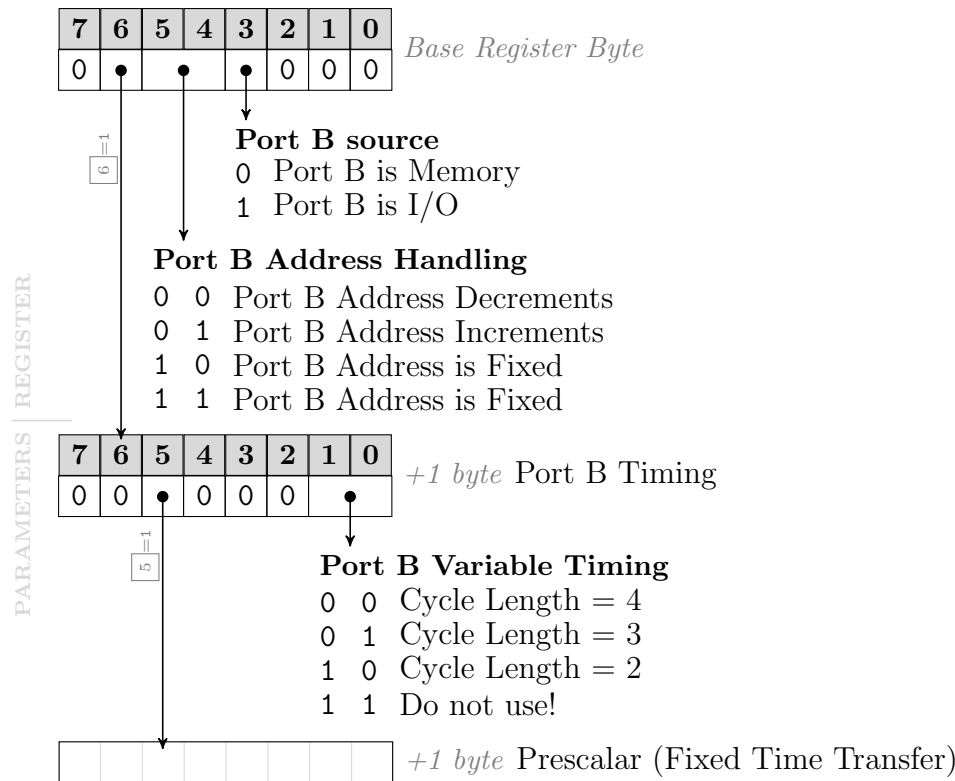 7 6 5 4 3 2 1 0
Base Register Byte
0 0 0 0
6 =1
Port B source
0 Port B is Memory
1 Port B is I/O
Port B Address Handling
0 0 Port B Address Decrements
0 1 Port B Address Increments
1 0 Port B Address is Fixed
1 1 Port B Address is Fixed
PARAMETERS | REGISTER
7 6 5 4 3 2 1 0
+1 byte Port B Timing
0 0 0 0 0
5 =1
Port B Variable Timing
0 0 Cycle Length = 4
0 1 Cycle Length = 3
1 0 Cycle Length = 2
1 1 Do not use!
+1 byte Prescalar (Fixed Time Transfer)